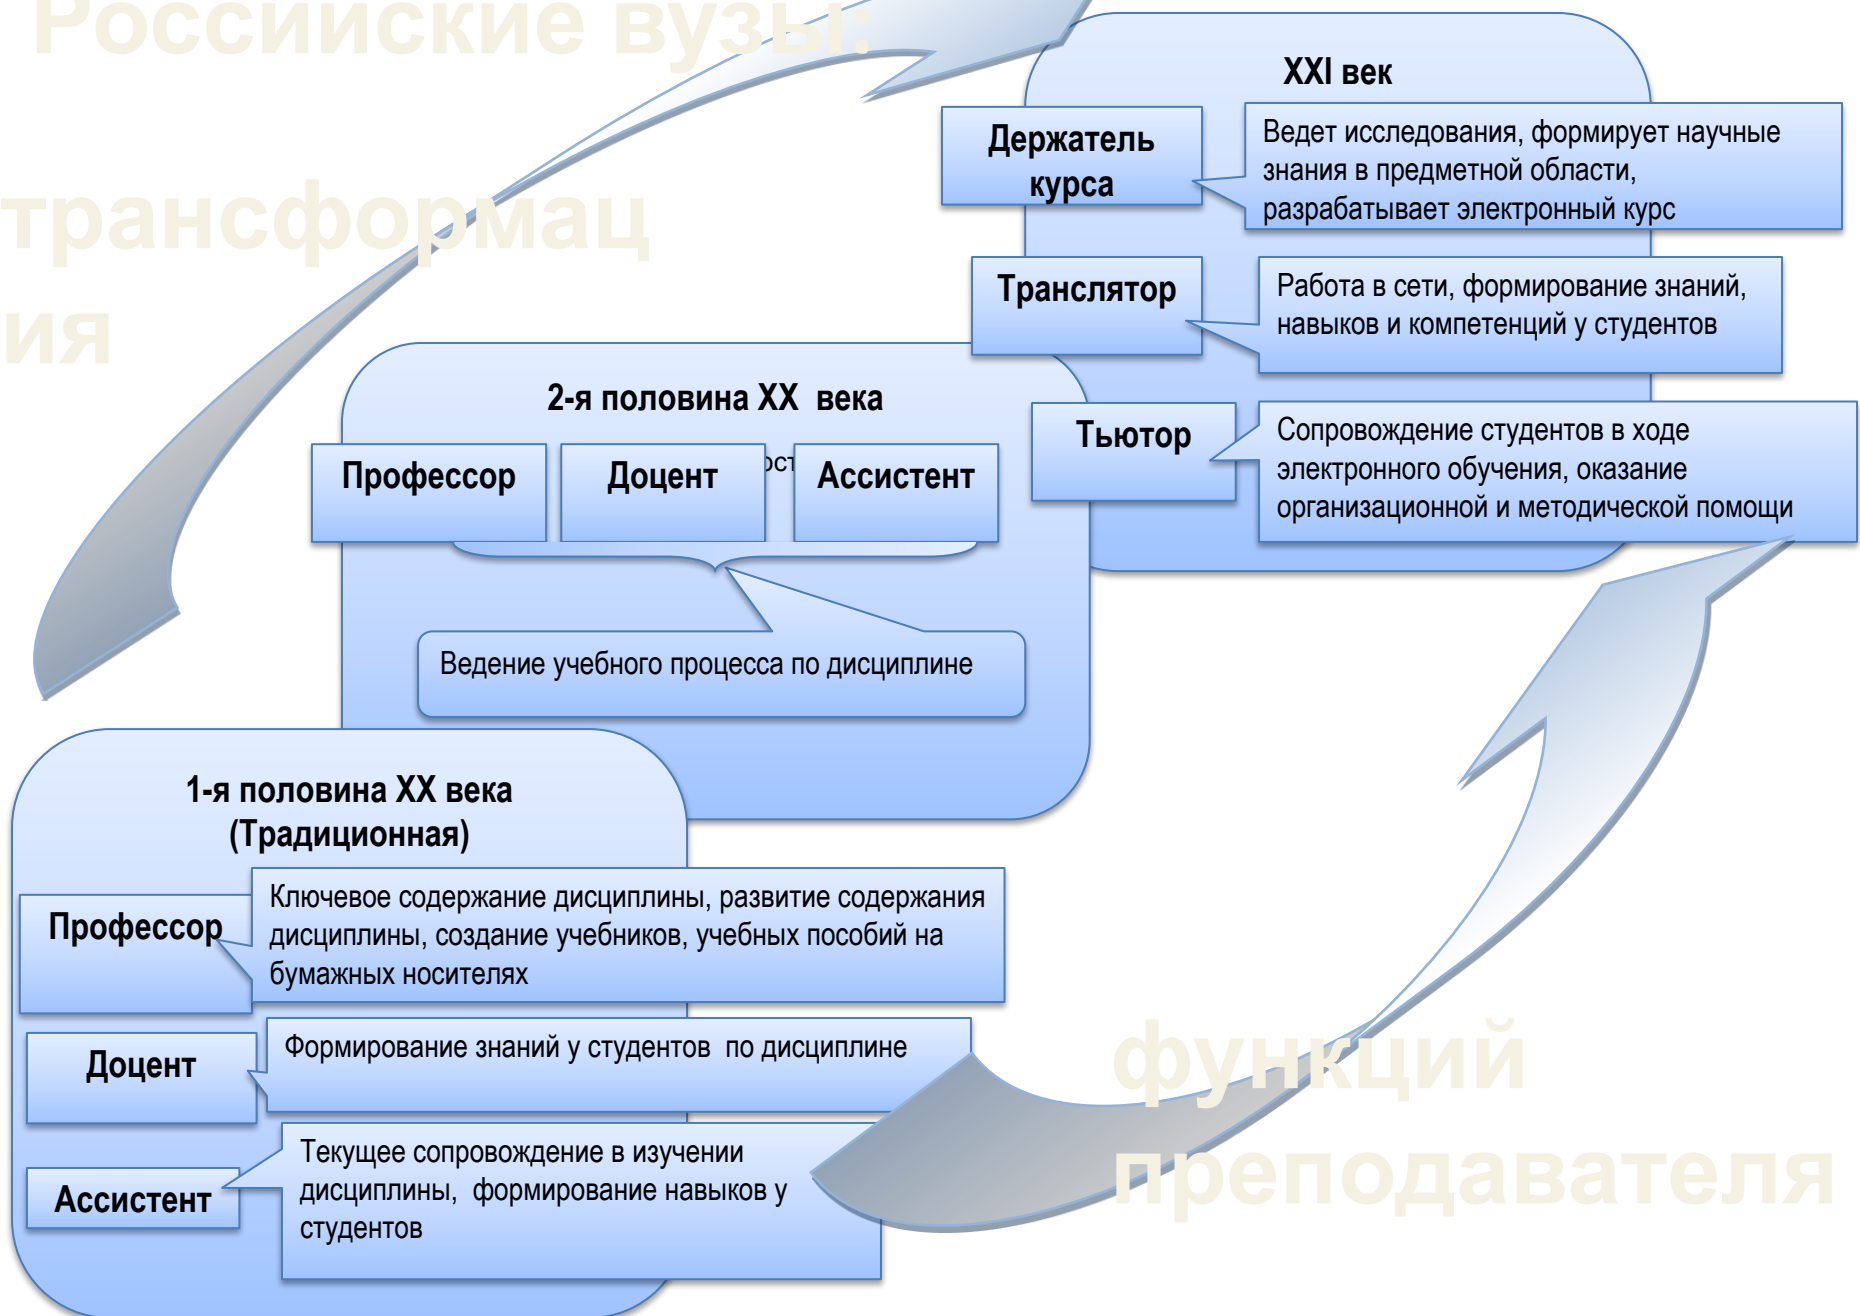 Российские вузы:
трансформац
ия
функций
преподавателя
XXI век
Держатель
курса
Ведет исследования, формирует научные
знания в предметной области,
разрабатывает электронный курс
Транслятор
Работа в сети, формирование знаний,
навыков и компетенций у студентов
Тьютор
Сопровождение студентов в ходе
электронного обучения, оказание
организационной и методической помощи
2-я половина XX века
Профессор
Доцент
Ассистент
Ведение учебного процесса по дисциплине
1-я половина XX века
(Традиционная)
Профессор
Ключевое содержание дисциплины, развитие содержания
дисциплины, создание учебников, учебных пособий на
бумажных носителях
Доцент
Формирование знаний у студентов по дисциплине
Ассистент
Текущее сопровождение в изучении
дисциплины, формирование навыков у
студентов